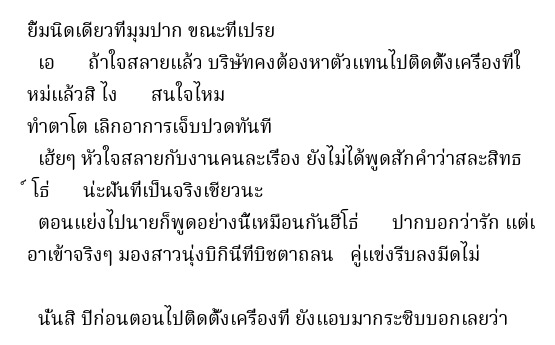 ยิ้มนิดเดียวที่มุมปาก ขณะที่เปรย
เอ ถ้าใจสลายแล้ว บริษัทคงต้องหาตัวแทนไปติดตั้งเครื่องที่ใ
หม่แล้วสิ ไง สนใจไหม
ทำตาโต เลิกอาการเจ็บปวดทันที
เฮ้ยๆ หัวใจสลายกับงานคนละเรื่อง ยังไม่ได้พูดสักคำว่าสละสิทธ
์ โธ่ น่ะฝันที่เป็นจริงเชียวนะ
ตอนแย่งไปนายก็พูดอย่างนี้เหมือนกันฮึโธ่ ปากบอกว่ารัก แต่เ
อาเข้าจริงๆ มองสาวนุ่งบิกินีที่บีชตาถลน คู่แข่งรีบลงมีดไม่
นั่นสิ ปีก่อนตอนไปติดตั้งเครื่องที่ ยังแอบมากระซิบบอกเลยว่า